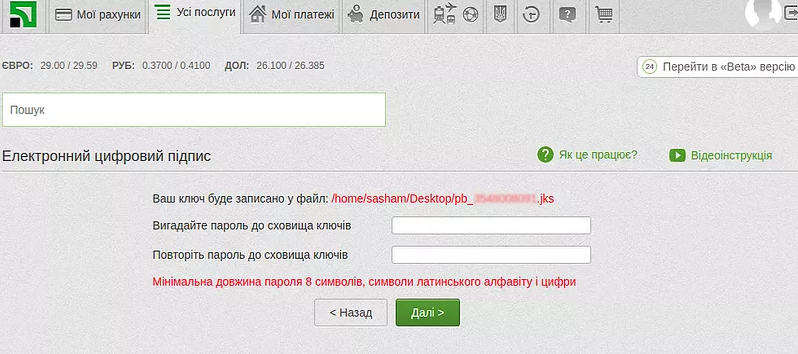 Мої рахунки Усі послуги Мої платежі Депозити
ЄВРО: 29.00 / 29.59 РУБ: 0.3700 / 0.4100 ДОЛ: 26.100 / 26.385
24 Перейти в «Beta» версію
Пошук
Електронний цифровий підпис
? Як це працює? Відеоінструкція
Ваш ключ буде записано у файл: /home/sasham/Desktop/pb_ .jks
Вигадайте пароль до сховища ключів
Повторіть пароль до сховища ключів
Мінімальна довжина пароля 8 символів, символи латинського алфавіту і цифри
< Назад Далі >